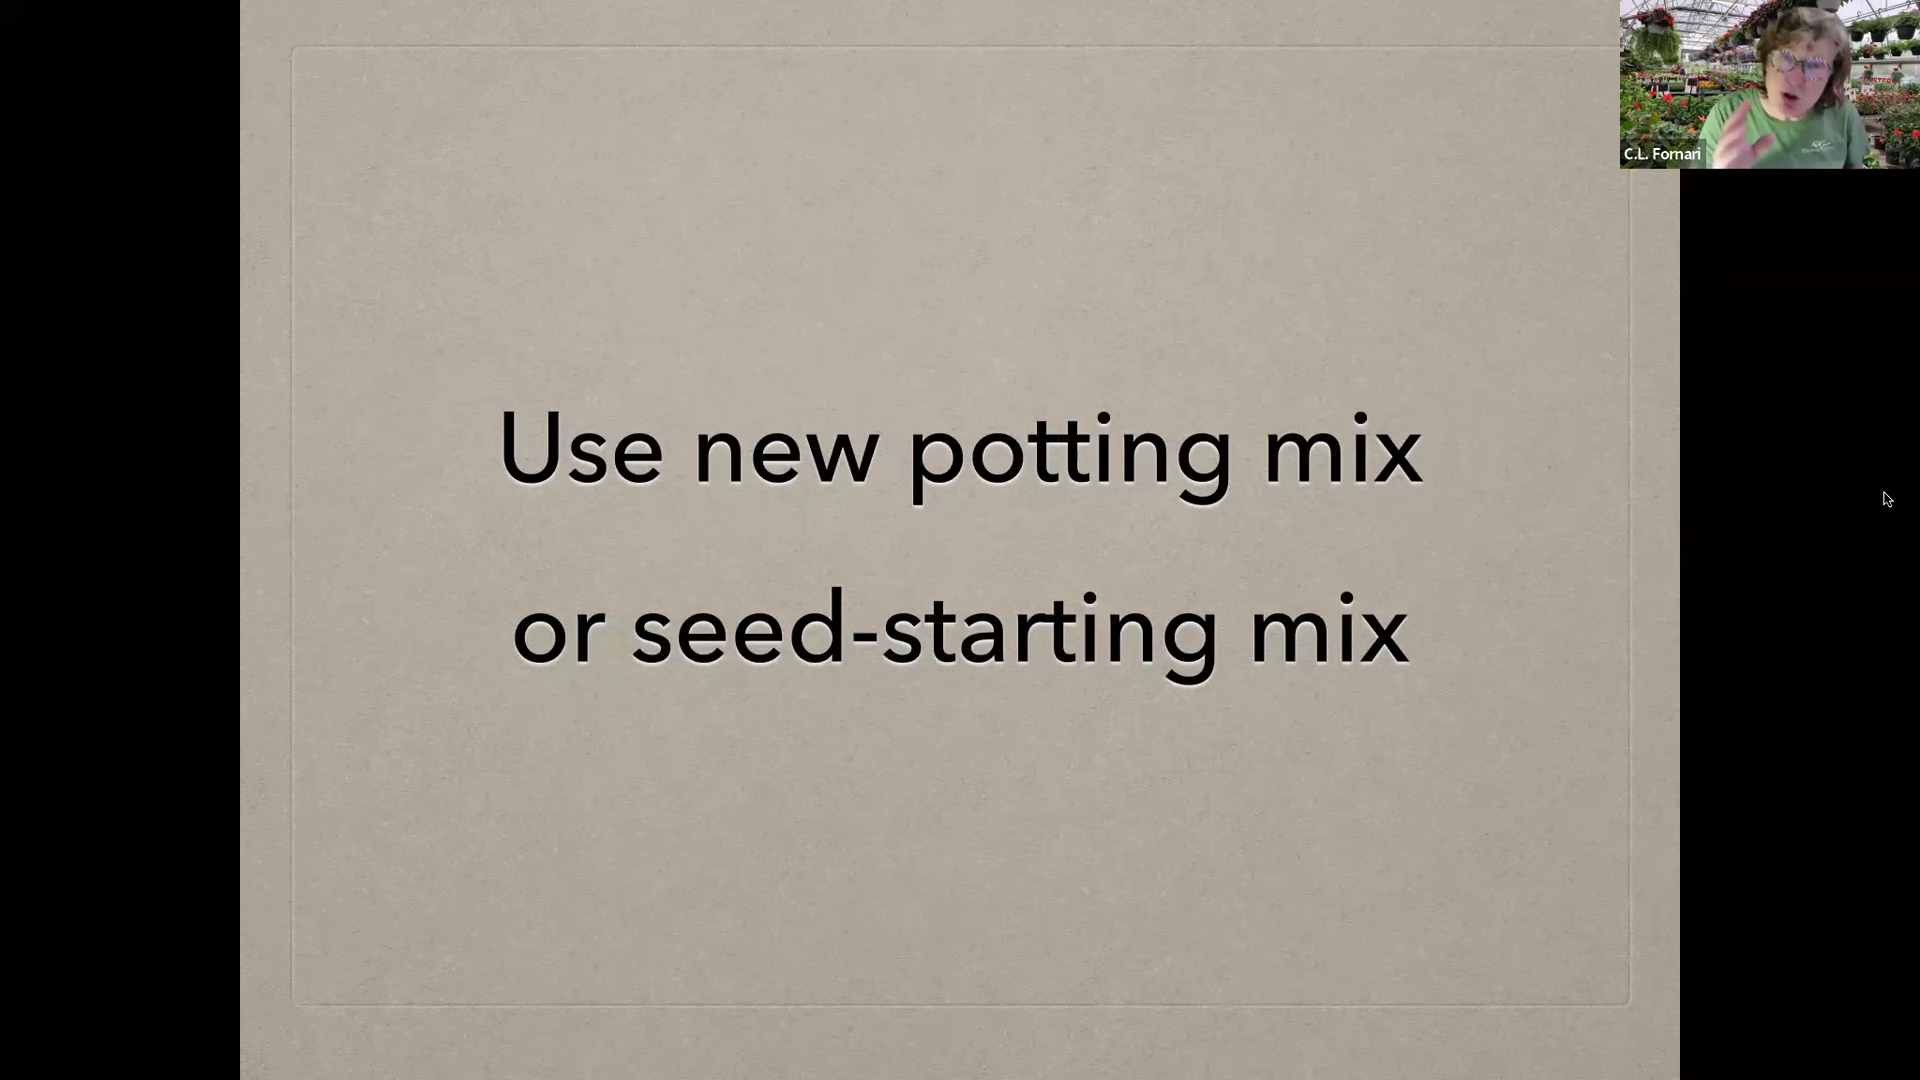 C.L. Fornari
Use new potting mix
or seed-starting mix